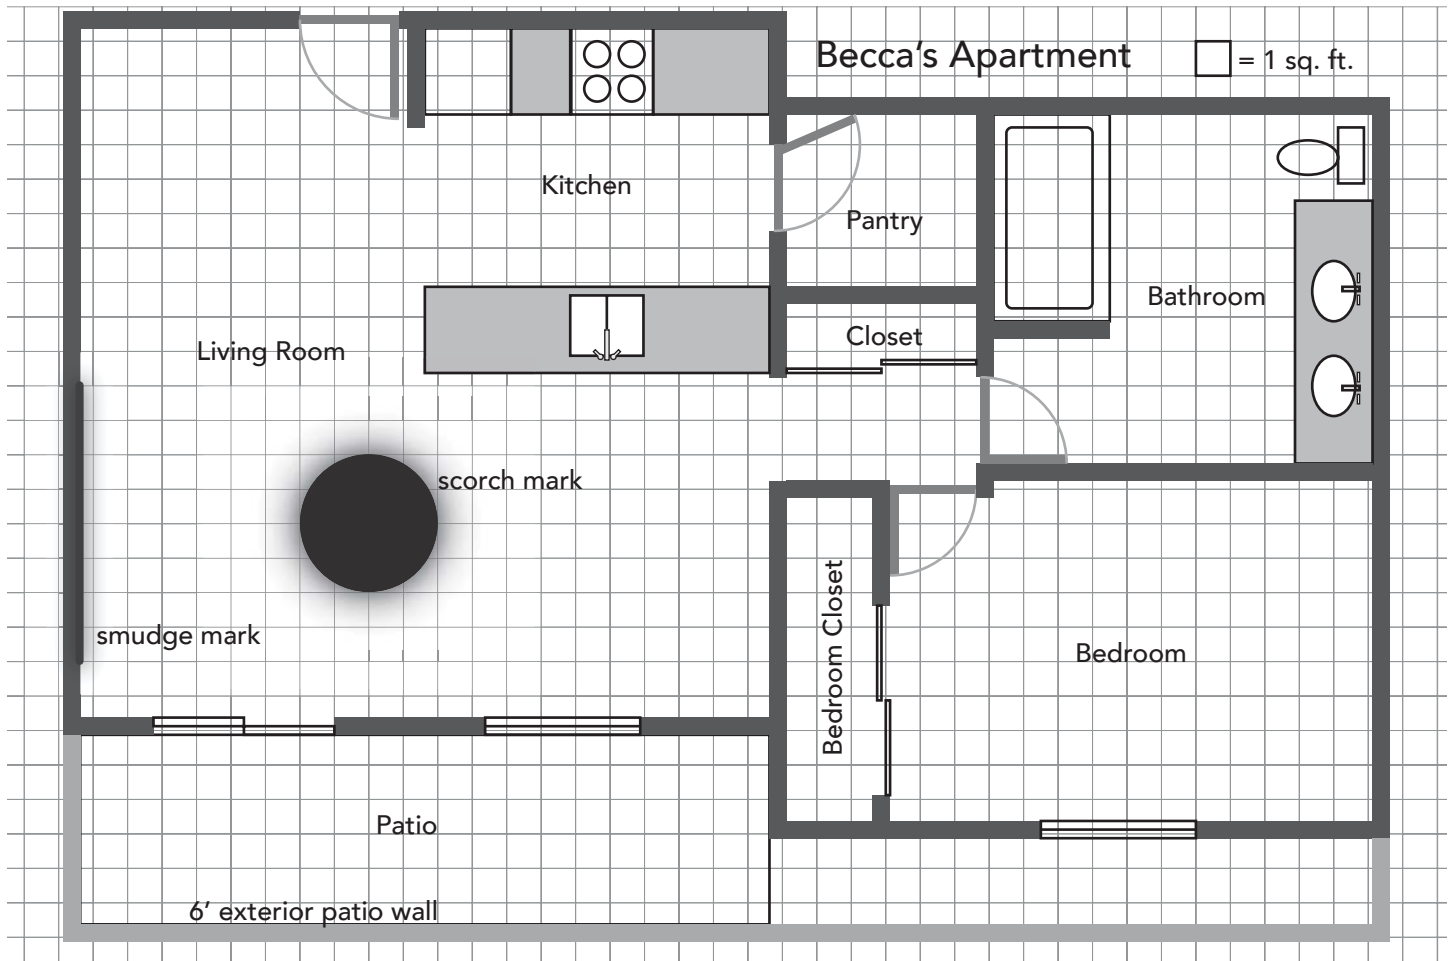 Becca's Apartment
= 1 sq. ft.
Kitchen
Pantry
Bathroom
Closet
Living Room
scorch mark
smudge mark
Bedroom Closet
Bedroom
Patio
6' exterior patio wall